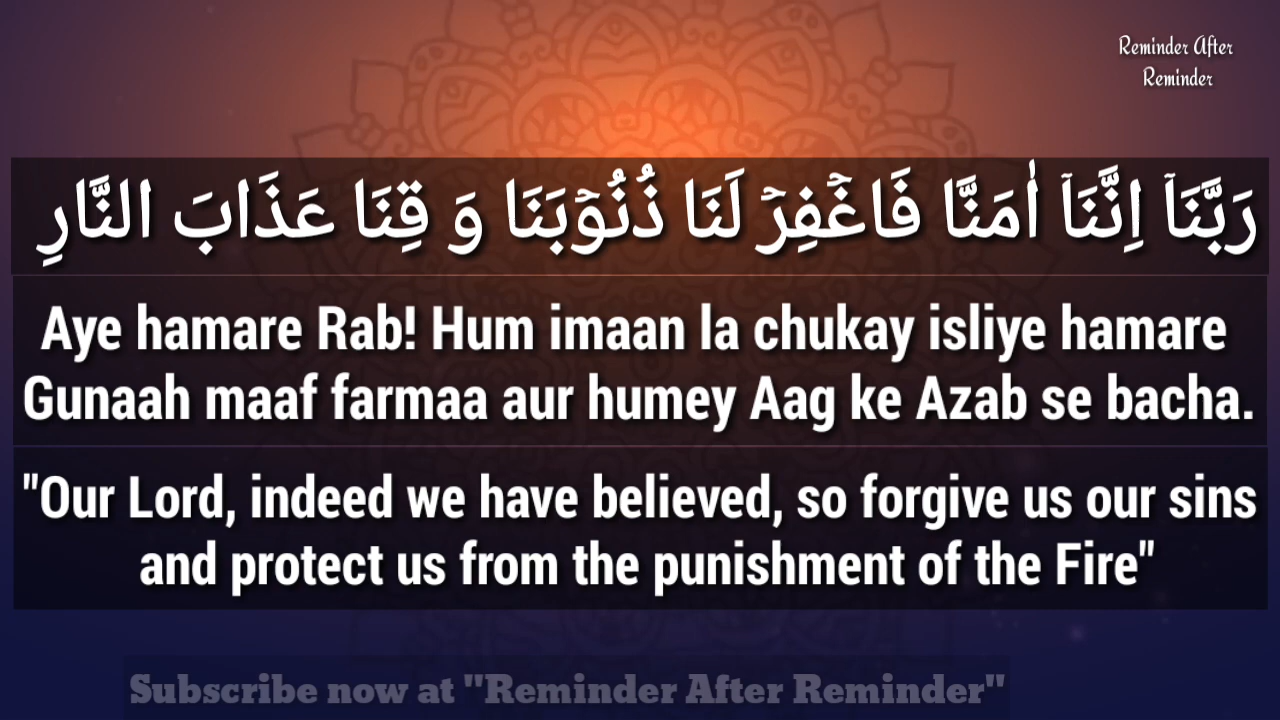 Reminder After
Reminder
رَبَّنَاۤ اِنَّنَاۤ اٰمَنَّا فَاغْفِرْ لَنَا ذُنُوْبَنَا وَ قِنَا عَذَابَ النَّارِ
Aye hamare Rab! Hum imaan la chukay isliye hamare
Gunaah maaf farmaa aur humey Aag ke Azab se bacha.
"Our Lord, indeed we have believed, so forgive us our sins
and protect us from the punishment of the Fire"
Subscribe now at "Reminder After Reminder"